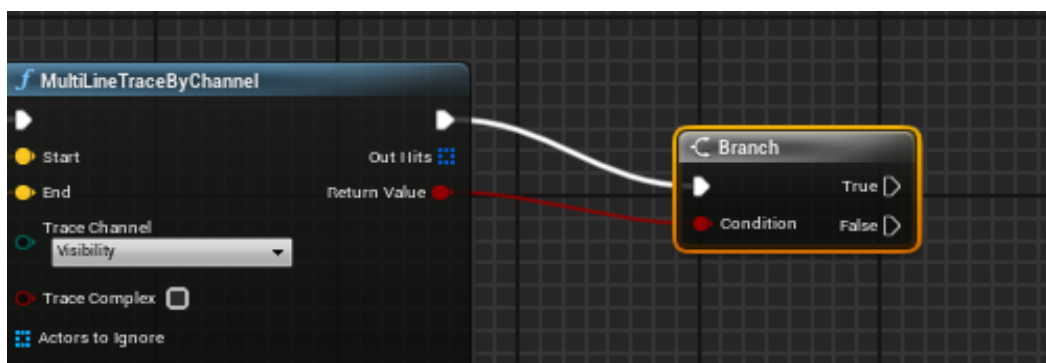 f MultiLineTraceByChannel
Start
Out Hits
End
Return Value
Trace Channel
Visibility
Trace Complex
Actors to Ignore
Branch
True
Condition
False